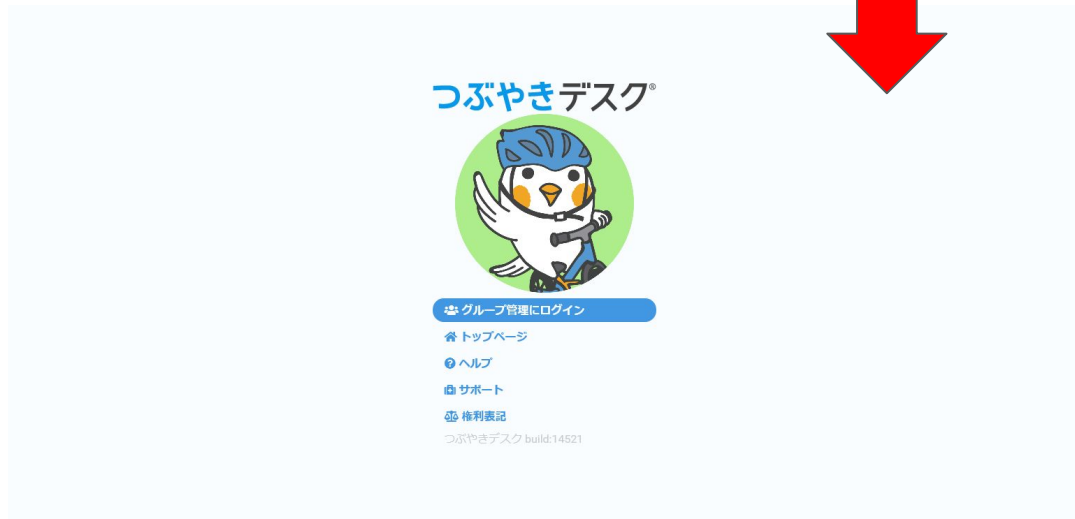 つぶやきデスク®
グループ管理にログイン
トップページ
ヘルプ
サポート
権利表記
つぶやきデスク build:14521